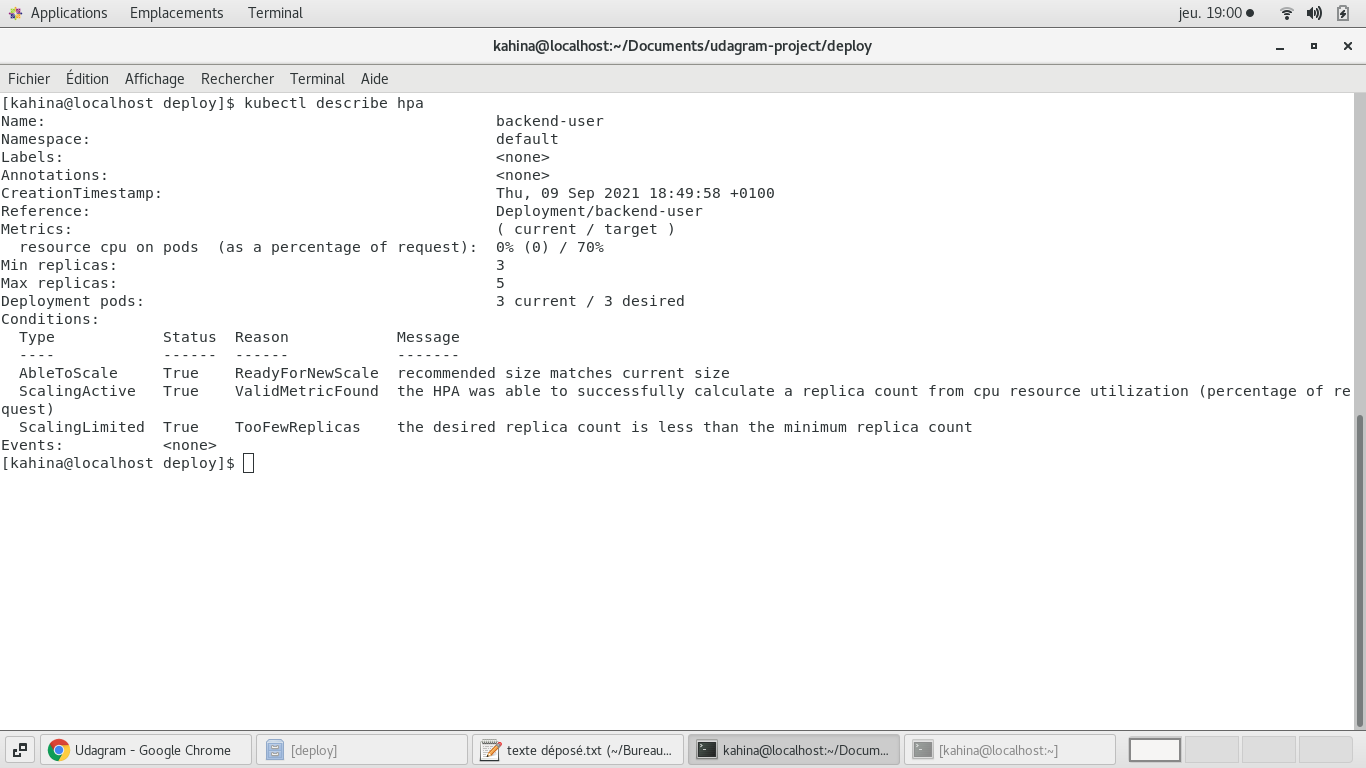 Applications Emplacements Terminal jeu. 19:00
kahina@localhost:~/Documents/udagram-project/deploy
Fichier Édition Affichage Rechercher Terminal Aide
[kahina@localhost deploy]$ kubectl describe hpa
Name: backend-user
Namespace: default
Labels: <none>
Annotations: <none>
CreationTimestamp: Thu, 09 Sep 2021 18:49:58 +0100
Reference: Deployment/backend-user
Metrics: ( current / target )
resource cpu on pods (as a percentage of request): 0% (0) / 70%
Min replicas: 3
Max replicas: 5
Deployment pods: 3 current / 3 desired
Conditions:
Type Status Reason Message
---- ------ ------ -------
AbleToScale True ReadyForNewScale recommended size matches current size
ScalingActive True ValidMetricFound the HPA was able to successfully calculate a replica count from cpu resource utilization (percentage of re
quest)
ScalingLimited True TooFewReplicas the desired replica count is less than the minimum replica count
Events: <none>
[kahina@localhost deploy]$
Udagram - Google Chrome [deploy] texte déposé.txt (~/Bureau... kahina@localhost:~/Docum... [kahina@localhost:~]